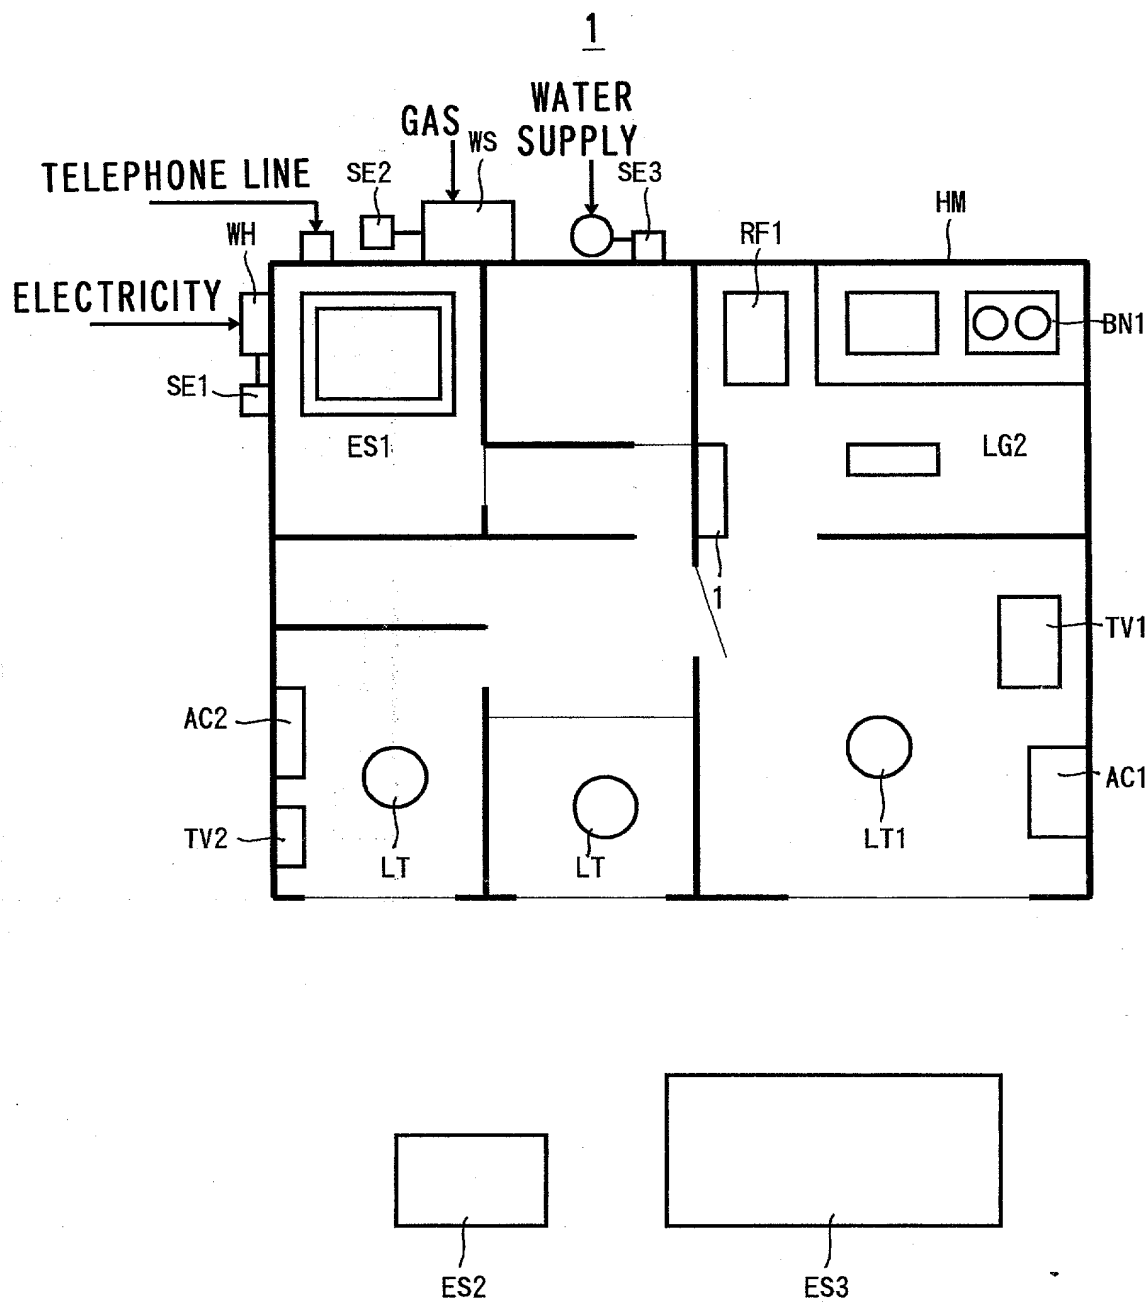 1
WATER
SUPPLY
GAS
WS
SE2
SE3
TELEPHONE LINE
HM
WH
RF1
ELECTRICITY
BN1
SE1
ES1
LG2
1
TV1
AC2
AC1
TV2
LT
LT
LT1
ES2
ES3